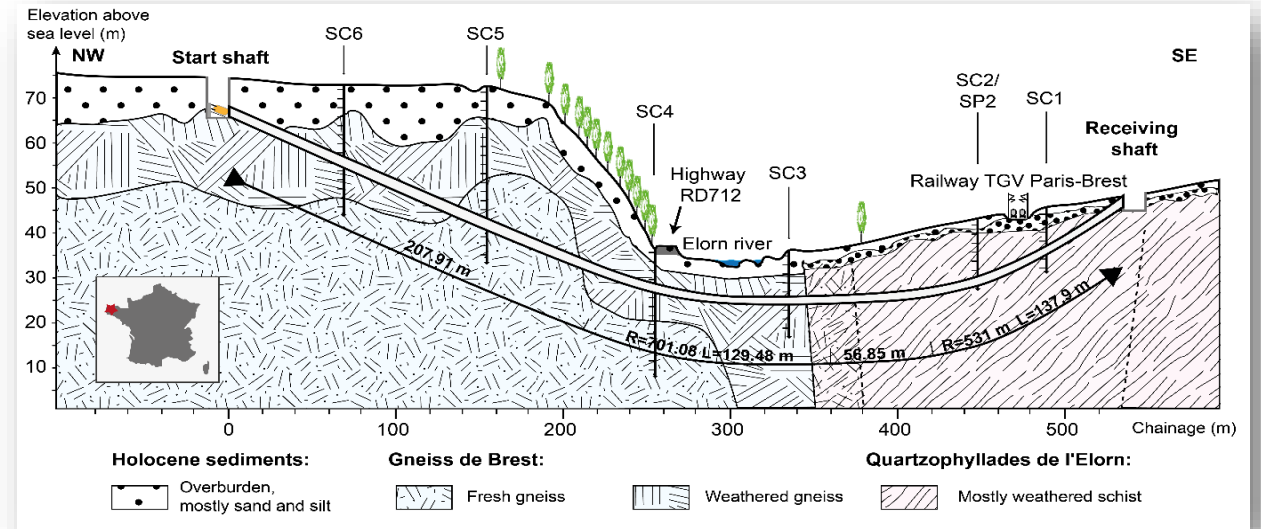 Elevation above
sea level (m)
NW
Start shaft
SC6
SC5
SE
SC2/
SP2
SC1
SC4
Receiving
shaft
Highway
RD712
SC3
Railway TGV Paris-Brest
Elorn river
70
60
50
40
30
20
10
207.91 m
R=701.08 L=129.48 m
56.85 m
R=531 m L=137.9 m
0
100
200
300
400
500
Chainage (m)
Holocene sediments:
Gneiss de Brest:
Quartzophyllades de l'Elorn:
Overburden,
mostly sand and silt
Fresh gneiss
Weathered gneiss
Mostly weathered schist